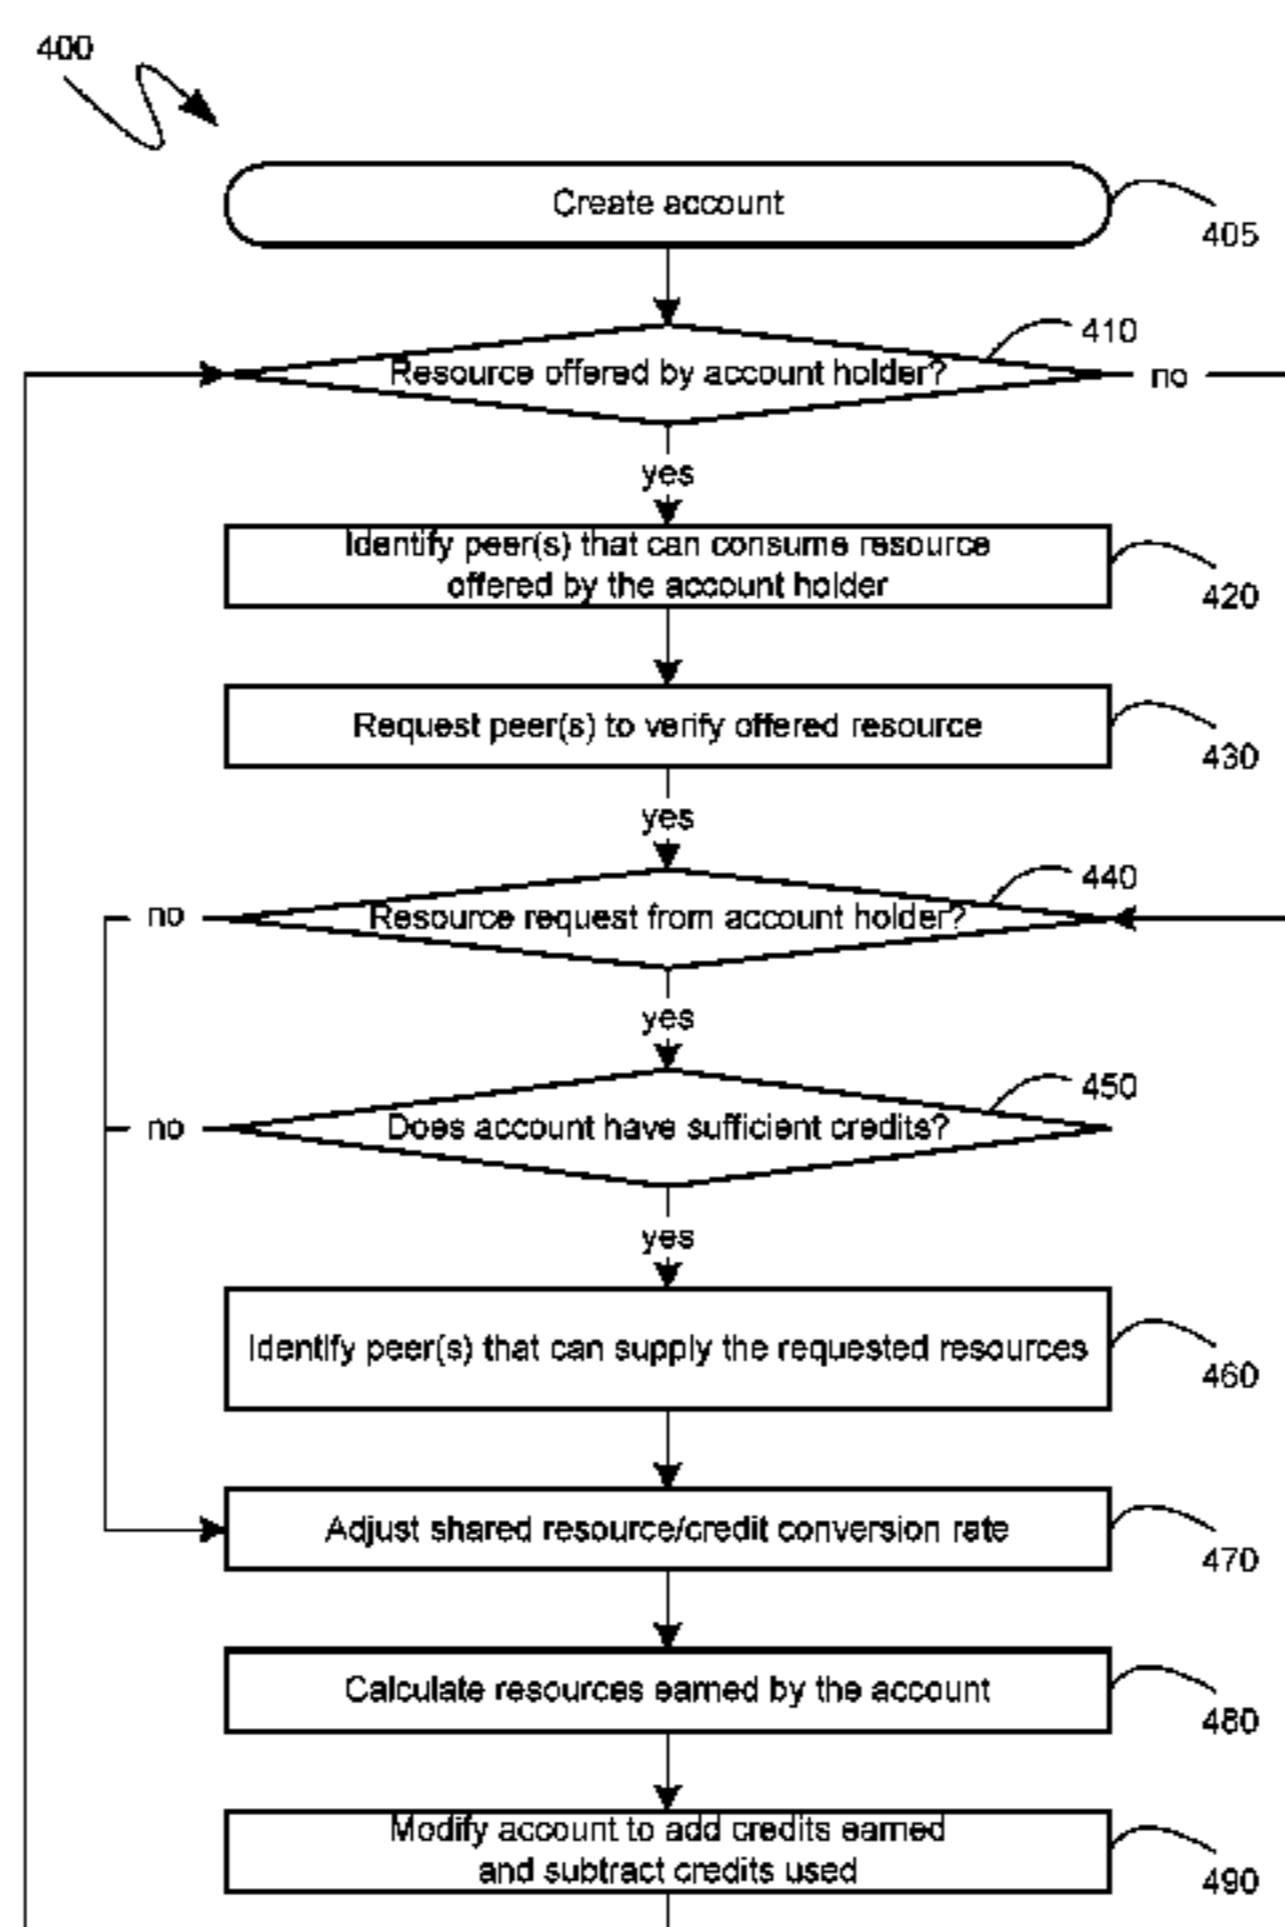 400
Create account
405
410
Resource offered by account holder?
no
yes
Identify peer(s) that can consume resource
offered by the account holder
420
Request peer(s) to verify offered resource
430
yes
440
no
Resource request from account holder?
yes
450
no
Does account have sufficient credits?
yes
Identify peer(s) that can supply the requested resources
460
Adjust shared resource/credit conversion rate
470
Calculate resources earned by the account
480
Modify account to add credits earned
and subtract credits used
490